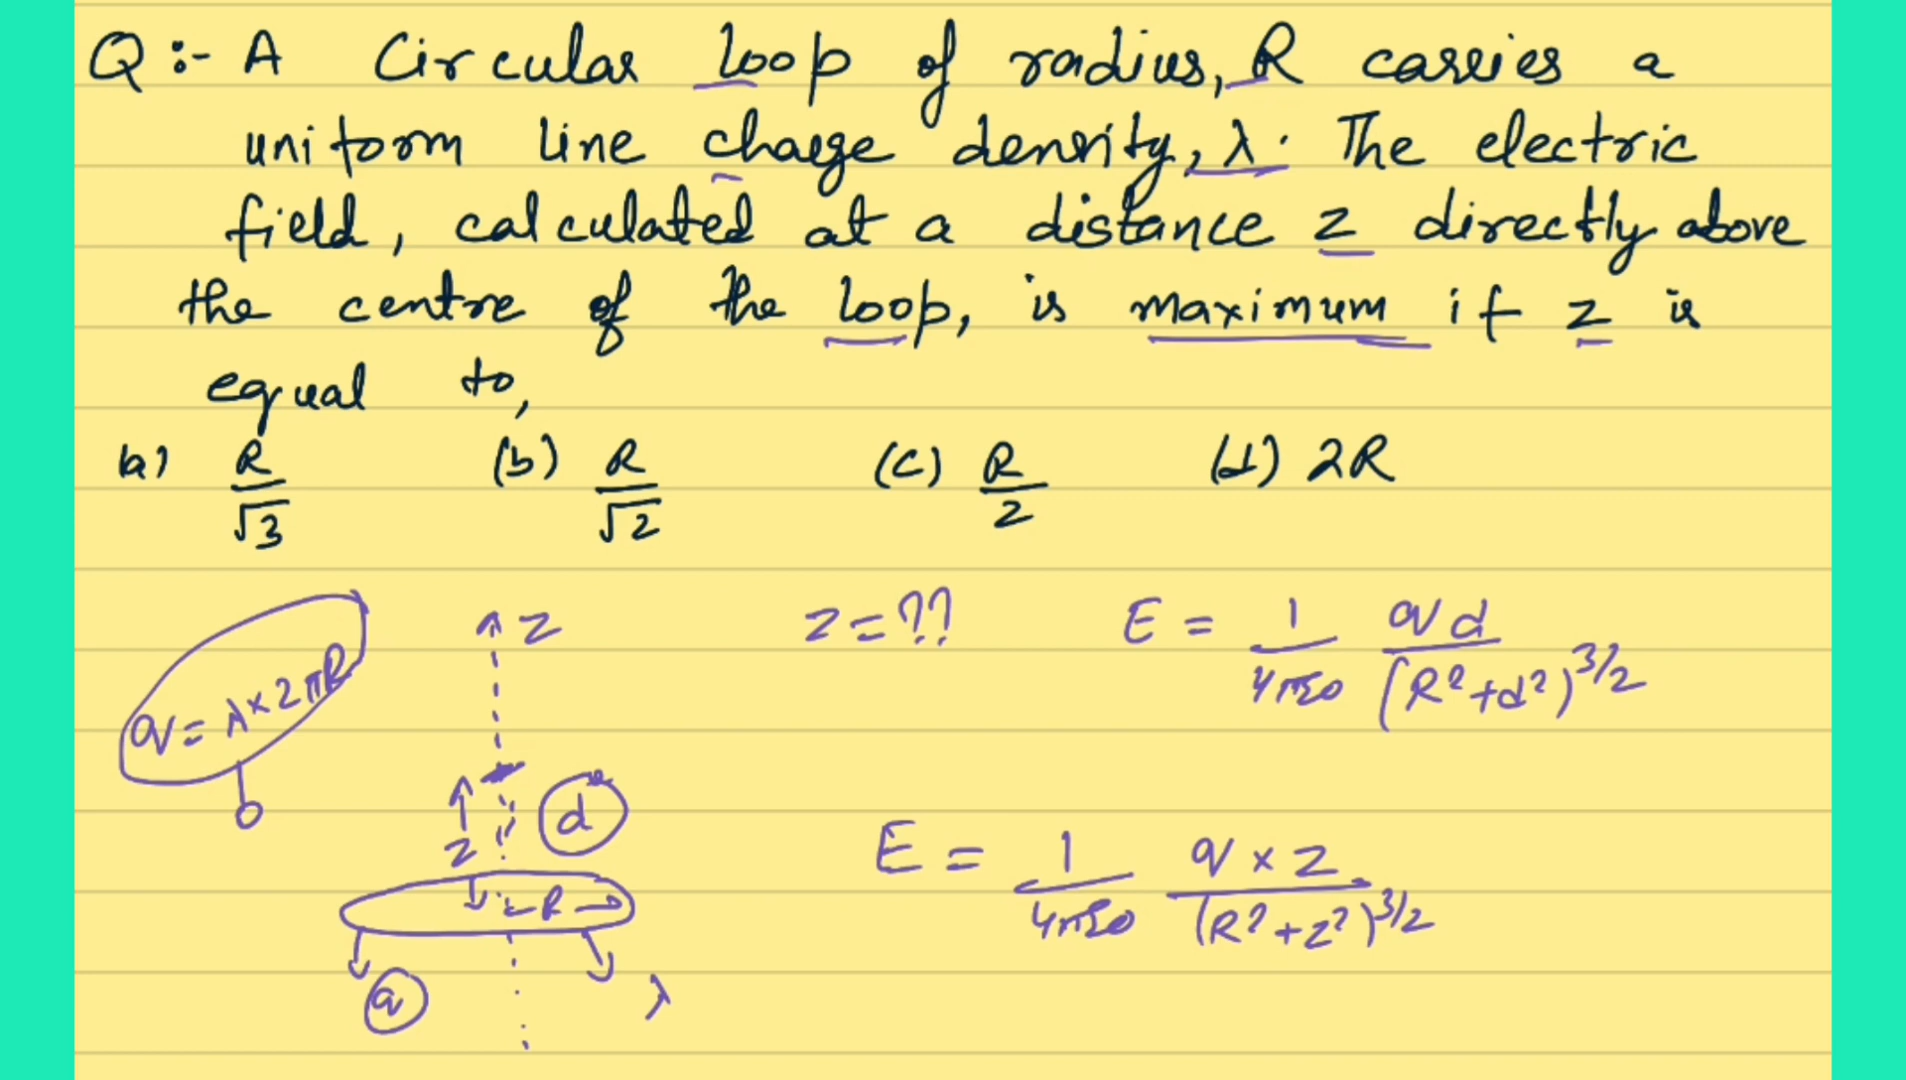 Q:- A Circular loop of radius, R carries a
uniform line charge density, λ. The electric
field, calculated at a distance z directly above
the centre of the loop, is maximum if z is
equal to,
(a) R/√3 (b) R/√2 (c) R/2 (d) 2R
q = λ × 2πR
z
z = ??
E = 1/4πε0 qd/(R²+d²)^3/2
z
d
R
q
λ
E = 1/4πε0 q × z/(R²+z²)^3/2